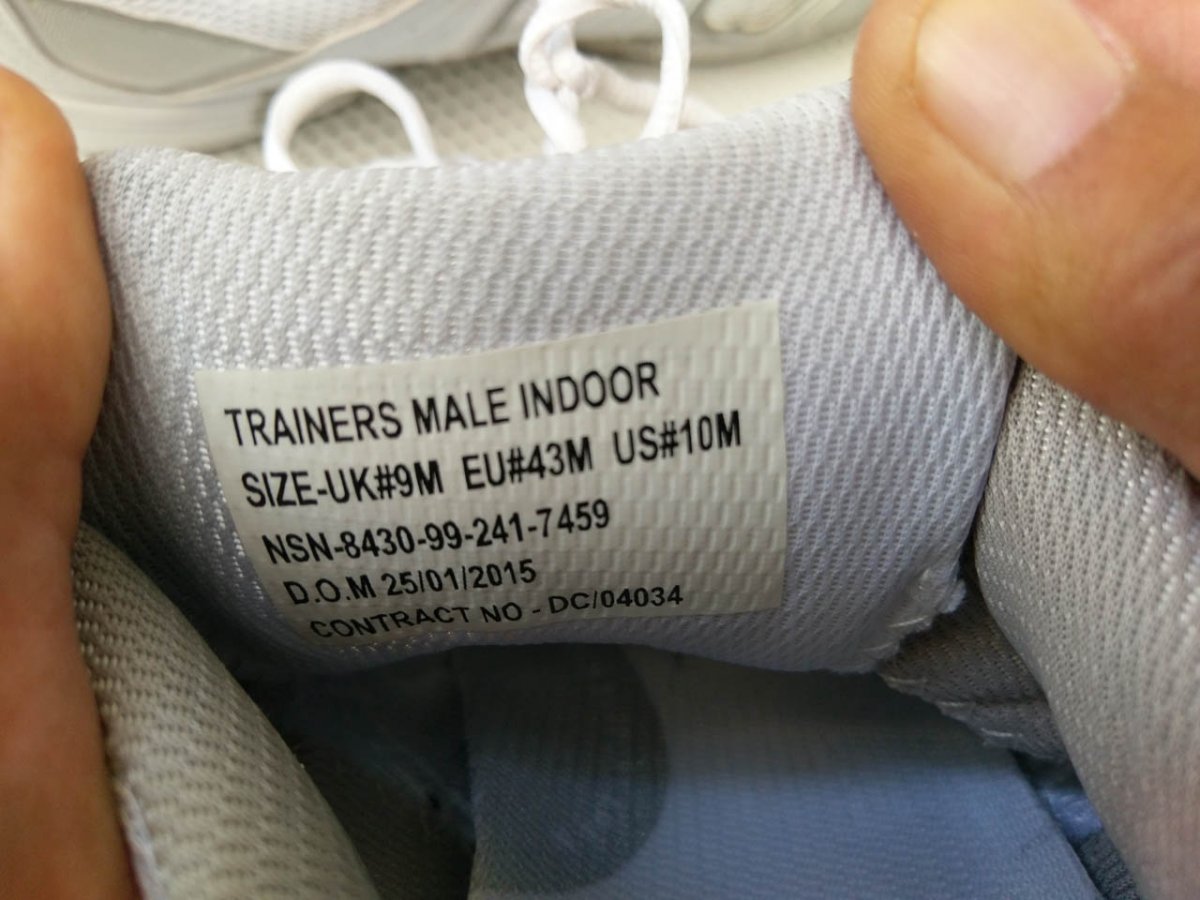 TRAINERS MALE INDOOR
SIZE-UK#9M EU#43M US#10M
NSN-8430-99-241-7459
D.O.M 25/01/2015
CONTRACT NO - DC/04034